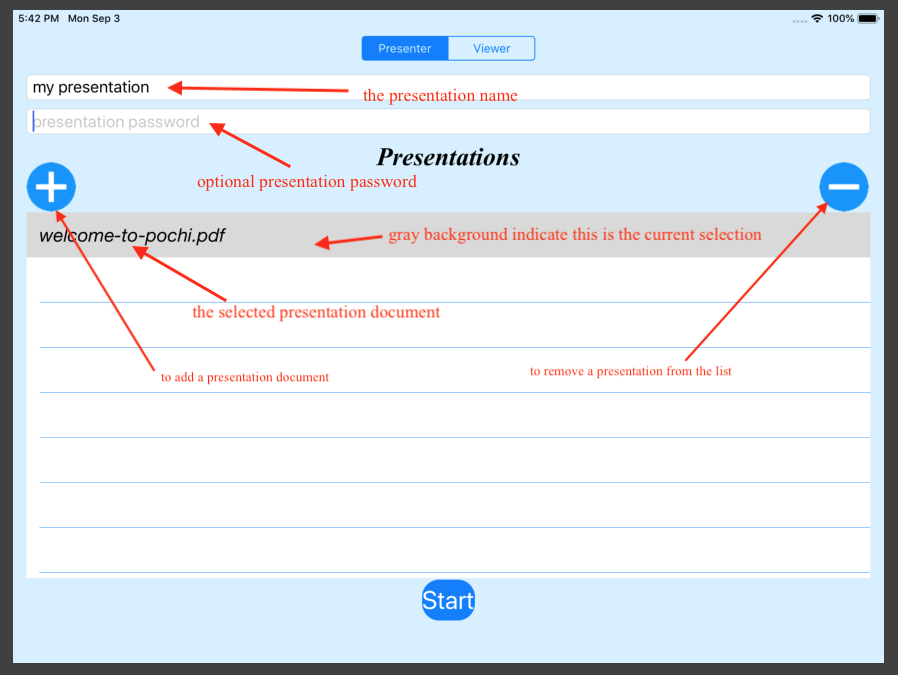 5:42 PM Mon Sep 3 100%
Presenter Viewer
my presentation
the presentation name
presentation password
Presentations
optional presentation password
welcome-to-pochi.pdf
gray background indicate this is the current selection
the selected presentation document
to add a presentation document
to remove a presentation from the list
Start